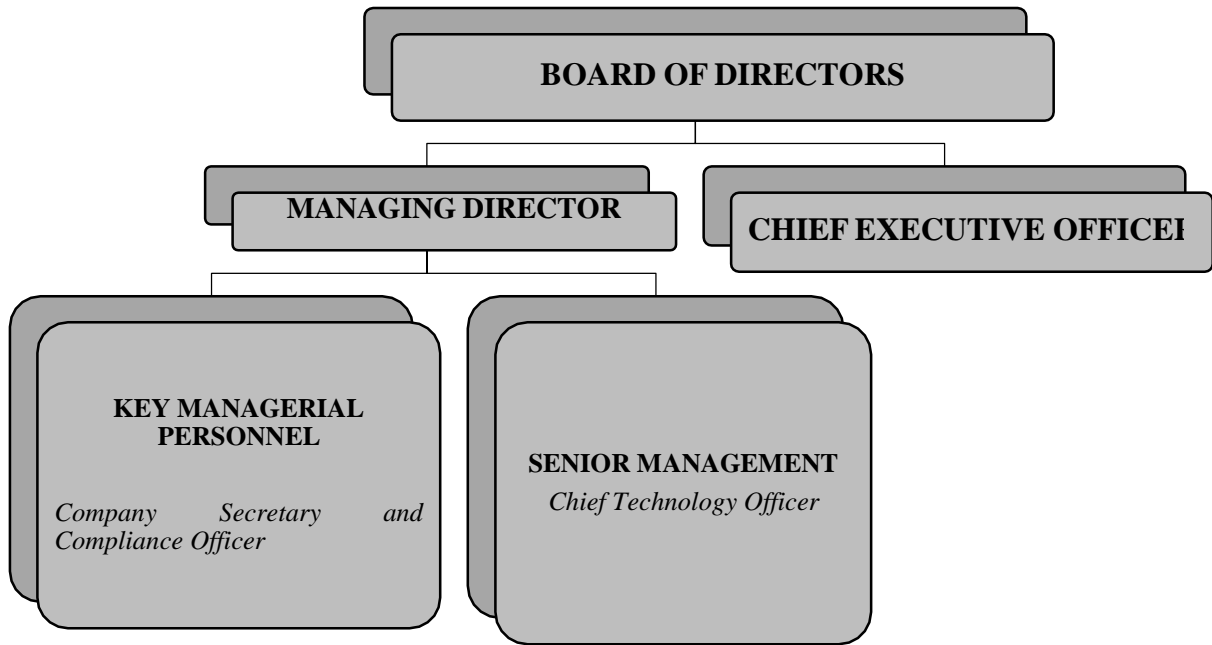 BOARD OF DIRECTORS
MANAGING DIRECTOR
CHIEF EXECUTIVE OFFICER
KEY MANAGERIAL
PERSONNEL
Company Secretary and
Compliance Officer
SENIOR MANAGEMENT
Chief Technology Officer